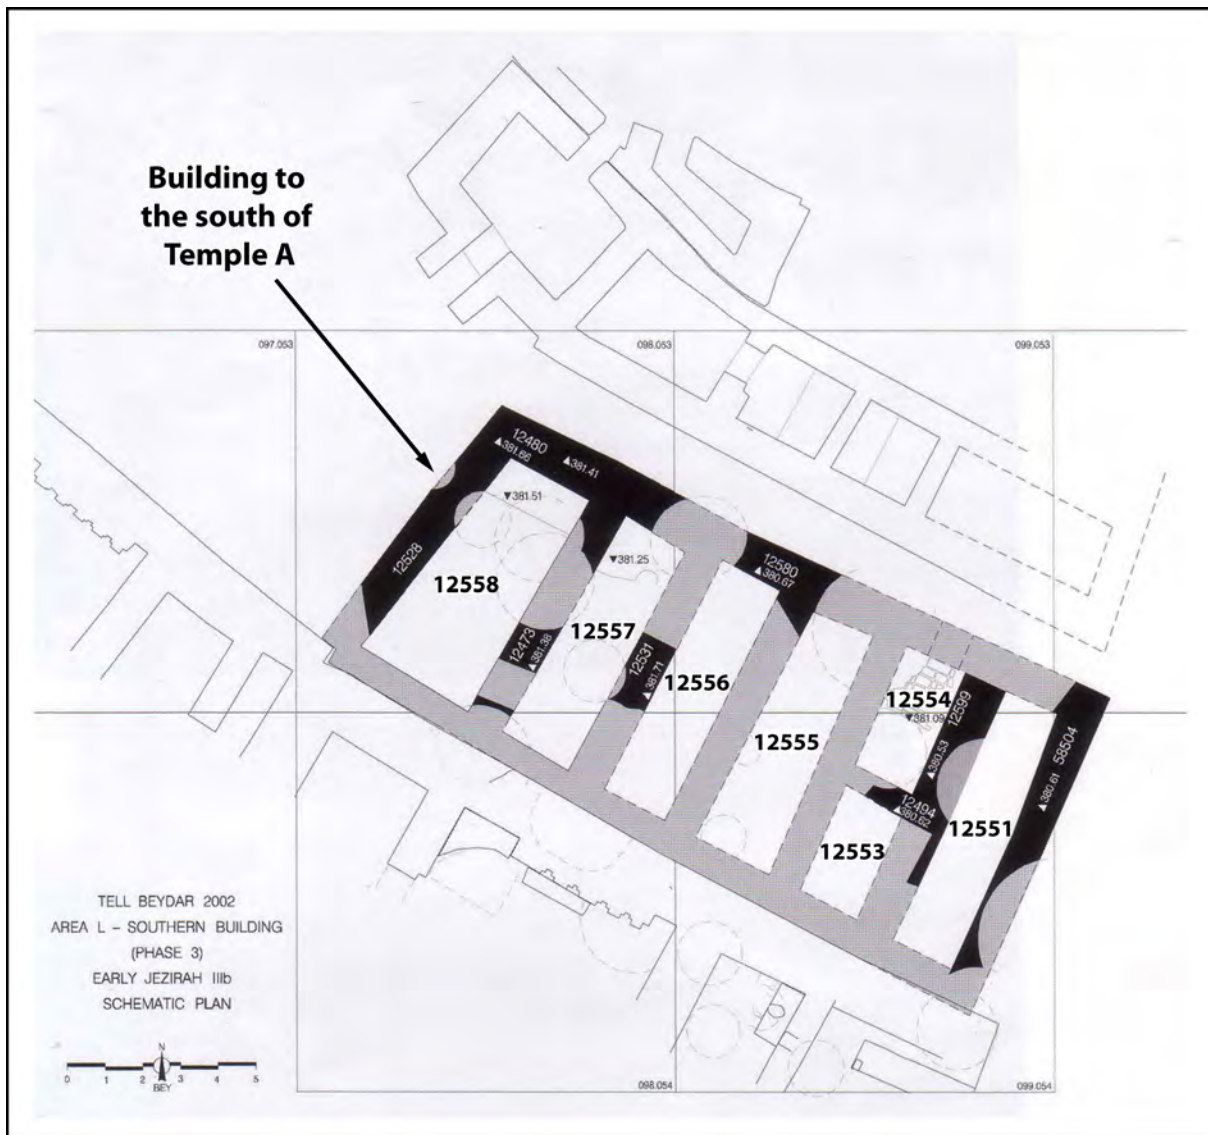 Building to
the south of
Temple A
097.053
098.053
099.053
12480
▲381.66
▲381.41
▼381.51
12528
12558
▼381.25
12557
12473
▲381.38
12531
▲381.71
12556
12580
▲380.67
12555
12554
▼381.09
12599
▲380.53
12494
▲380.62
12553
12551
58504
▲380.61
TELL BEYDAR 2002
AREA L – SOUTHERN BUILDING
(PHASE 3)
EARLY JEZIRAH IIIb
SCHEMATIC PLAN
N
0 1 2 3 4 5
BEY
098.054
099.054